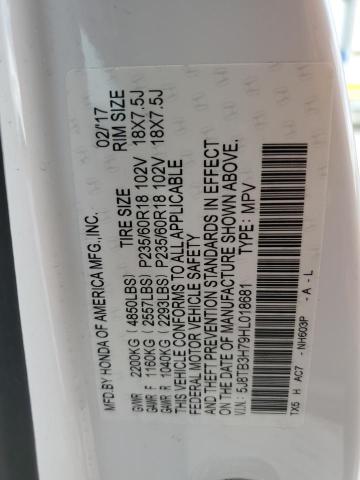 MFD.BY HONDA OF AMERICA MFG.,INC. 02/17
TIRE SIZE RIM SIZE
GVWR 2200KG (4850LBS)
GAWR F 1160KG (2557LBS) P235/60R18 102V 18X7.5J
GAWR R 1040KG (2293LBS) P235/60R18 102V 18X7.5J
THIS VEHICLE CONFORMS TO ALL APPLICABLE
FEDERAL MOTOR VEHICLE SAFETY
AND THEFT PREVENTION STANDARDS IN EFFECT
ON THE DATE OF MANUFACTURE SHOWN ABOVE.
V.I.N.: 5J8TB3H79HL018681 TYPE: MPV
TX5 H AC7 - NH603P - A - L